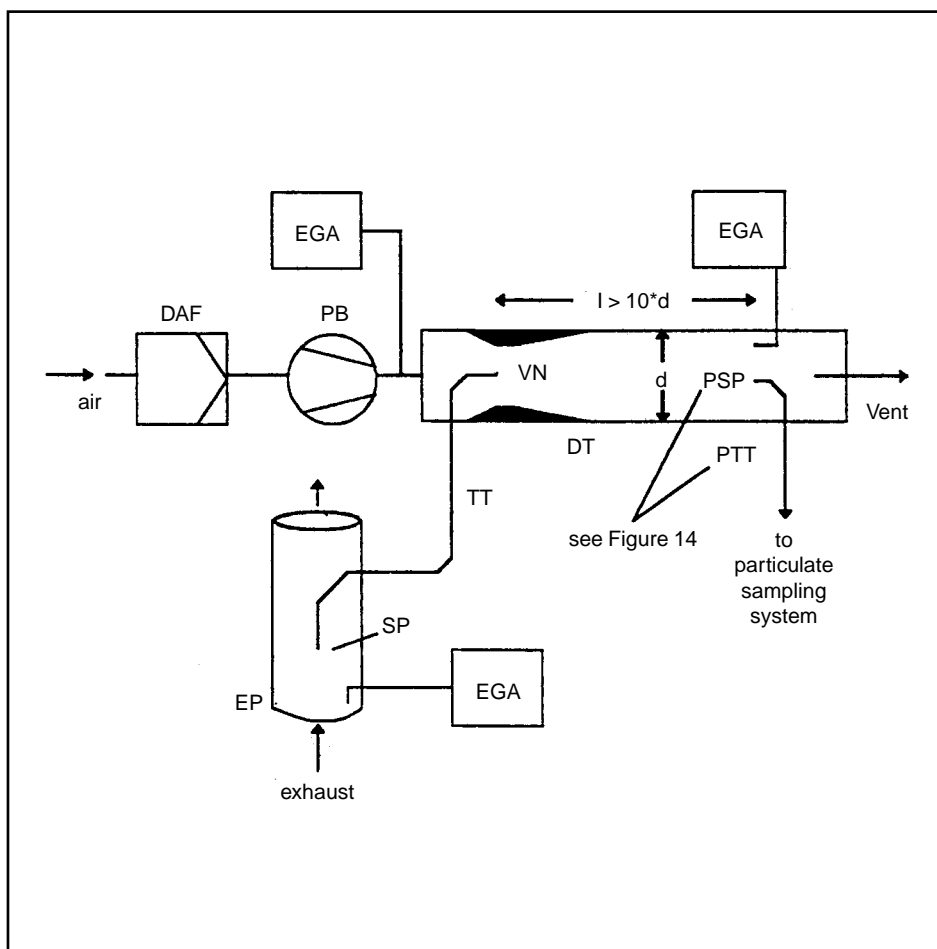 EGA
EGA
l > 10*d
DAF
PB
VN
d
PSP
air
Vent
DT
PTT
TT
see Figure 14
to
particulate
sampling
system
SP
EGA
EP
exhaust